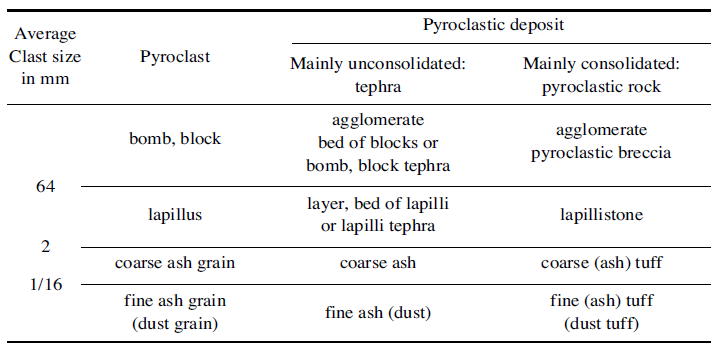 Average
Clast size
in mm
Pyroclast
Pyroclastic deposit
Mainly unconsolidated:
tephra
Mainly consolidated:
pyroclastic rock
bomb, block
agglomerate
bed of blocks or
bomb, block tephra
agglomerate
pyroclastic breccia
64
lapillus
layer, bed of lapilli
or lapilli tephra
lapillistone
2
coarse ash grain
coarse ash
coarse (ash) tuff
1/16
fine ash grain
(dust grain)
fine ash (dust)
fine (ash) tuff
(dust tuff)